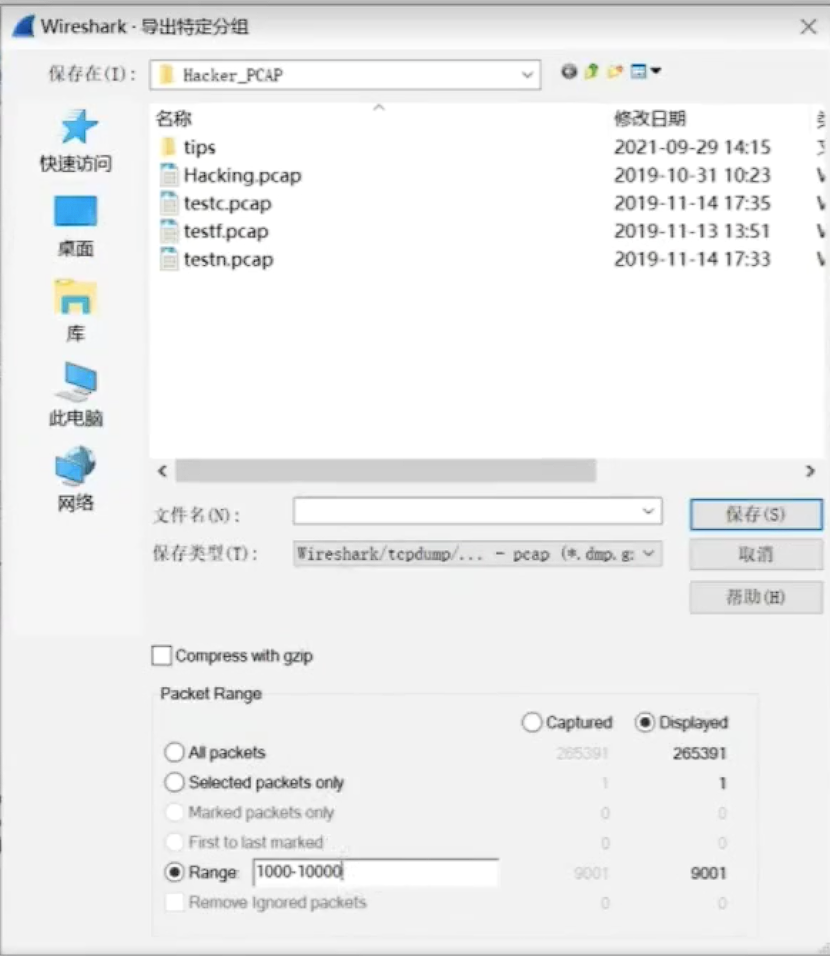 Wireshark · 导出特定分组
保存在(I): Hacker_PCAP
快速访问
桌面
库
此电脑
网络
名称 修改日期
tips 2021-09-29 14:15
Hacking.pcap 2019-10-31 10:23
testc.pcap 2019-11-14 17:35
testf.pcap 2019-11-13 13:51
testn.pcap 2019-11-14 17:33
文件名(N): 保存(S)
保存类型(T): Wireshark/tcpdump/... - pcap (*.dmp.g 取消
帮助(H)
Compress with gzip
Packet Range
Captured Displayed
All packets 265391 265391
Selected packets only 1 1
Marked packets only 0 0
First to last marked 0 0
Range: 1000-10000 9001 9001
Remove Ignored packets 0 0